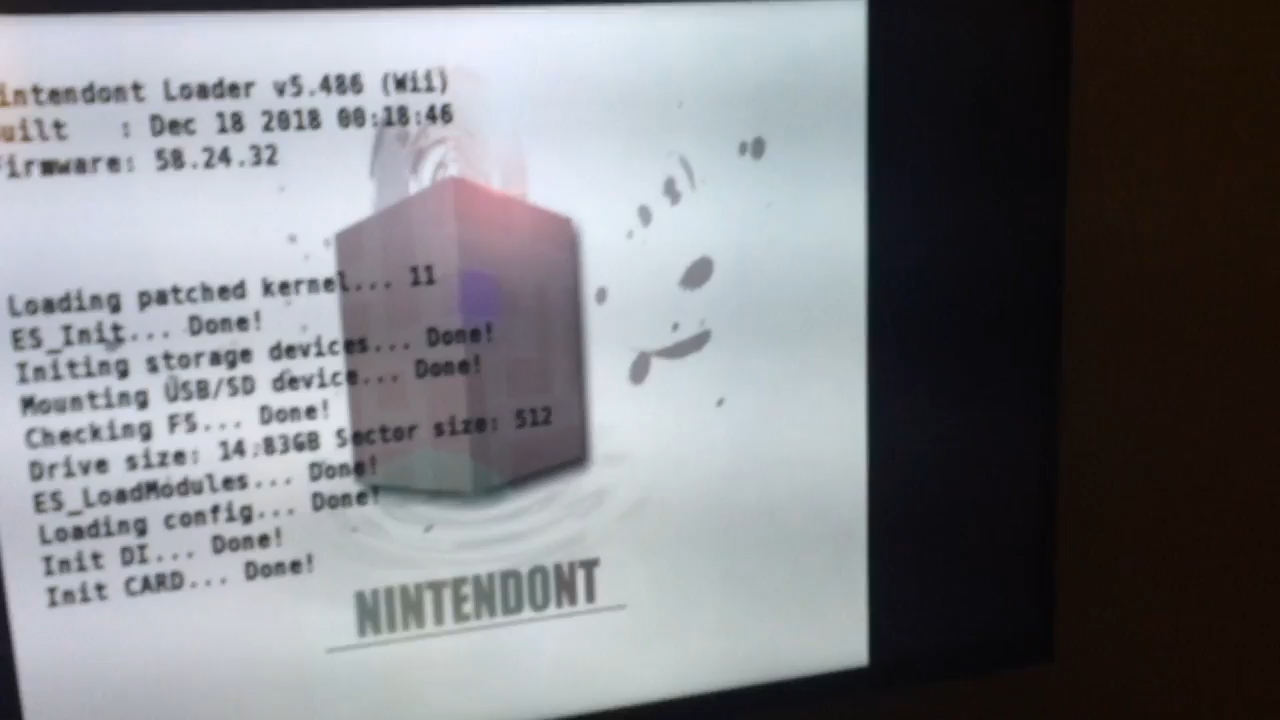 intendont Loader v5.486 (Wii)
uilt : Dec 18 2018 00:18:46
irmware: 58.24.32
Loading patched kernel... 11
ES_Init... Done!
Initing storage devices... Done!
Mounting USB/SD device... Done!
Checking FS... Done!
Drive size: 14.83GB Sector size: 512
ES_LoadModules... Done!
Loading config... Done!
Init DI... Done!
Init CARD... Done!
NINTENDONT